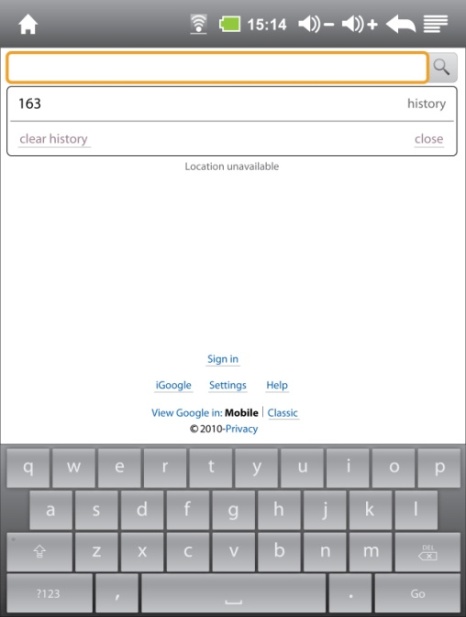 15:14
163 history
clear history close
Location unavailable
Sign in
iGoogle Settings Help
View Google in: Mobile | Classic
© 2010-Privacy
q w e r t y u i o p
a s d f g h j k l
z x c v b n m DEL
?123 , . Go